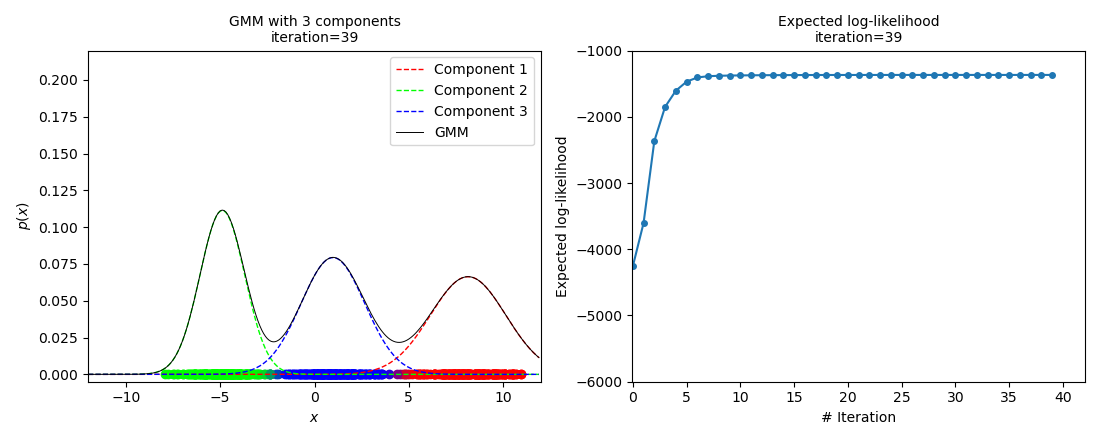 GMM with 3 components
iteration=39
Component 1
Component 2
Component 3
GMM
p(x)
0.200
0.175
0.150
0.125
0.100
0.075
0.050
0.025
0.000
−10
−5
0
5
10
x
Expected log-likelihood
iteration=39
Expected log-likelihood
−1000
−2000
−3000
−4000
−5000
−6000
0
5
10
15
20
25
30
35
40
# Iteration